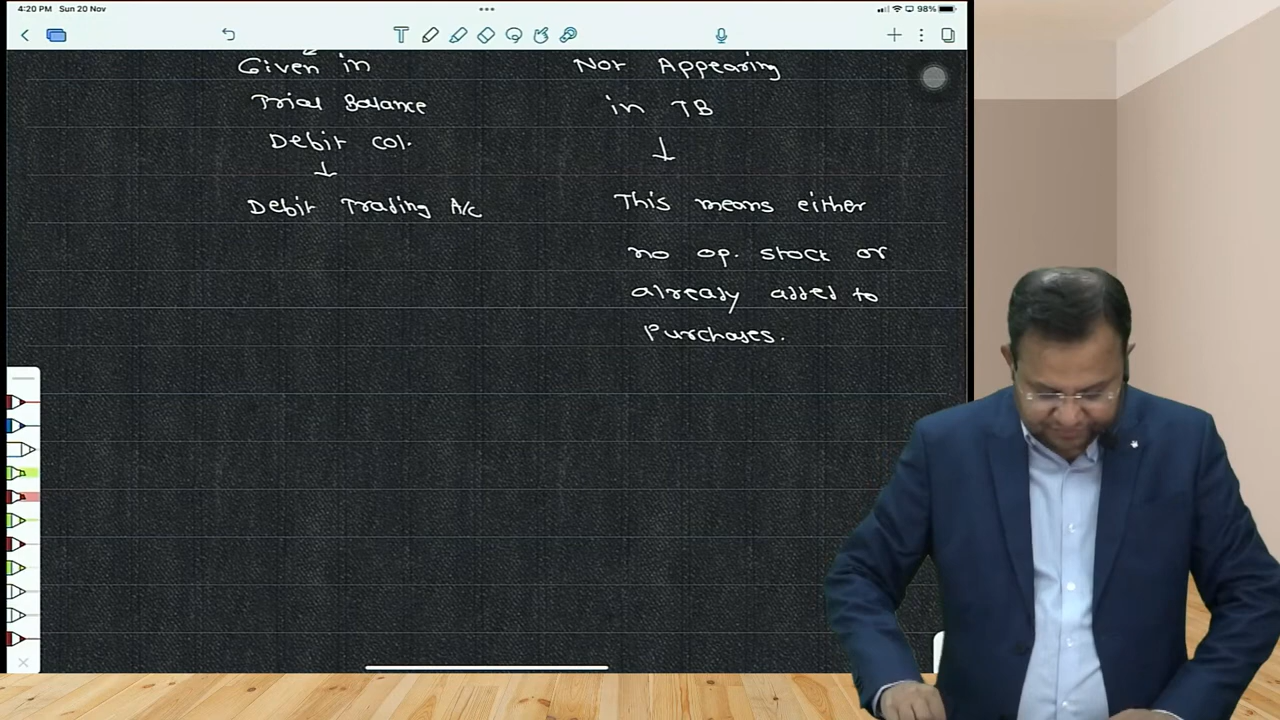 4:20 PM Sun 20 Nov
98%
Given in
Trial Balance
Debit col.
Debit Trading A/c
Not Appearing
in TB
This means either
no op. stock or
already added to
Purchases.